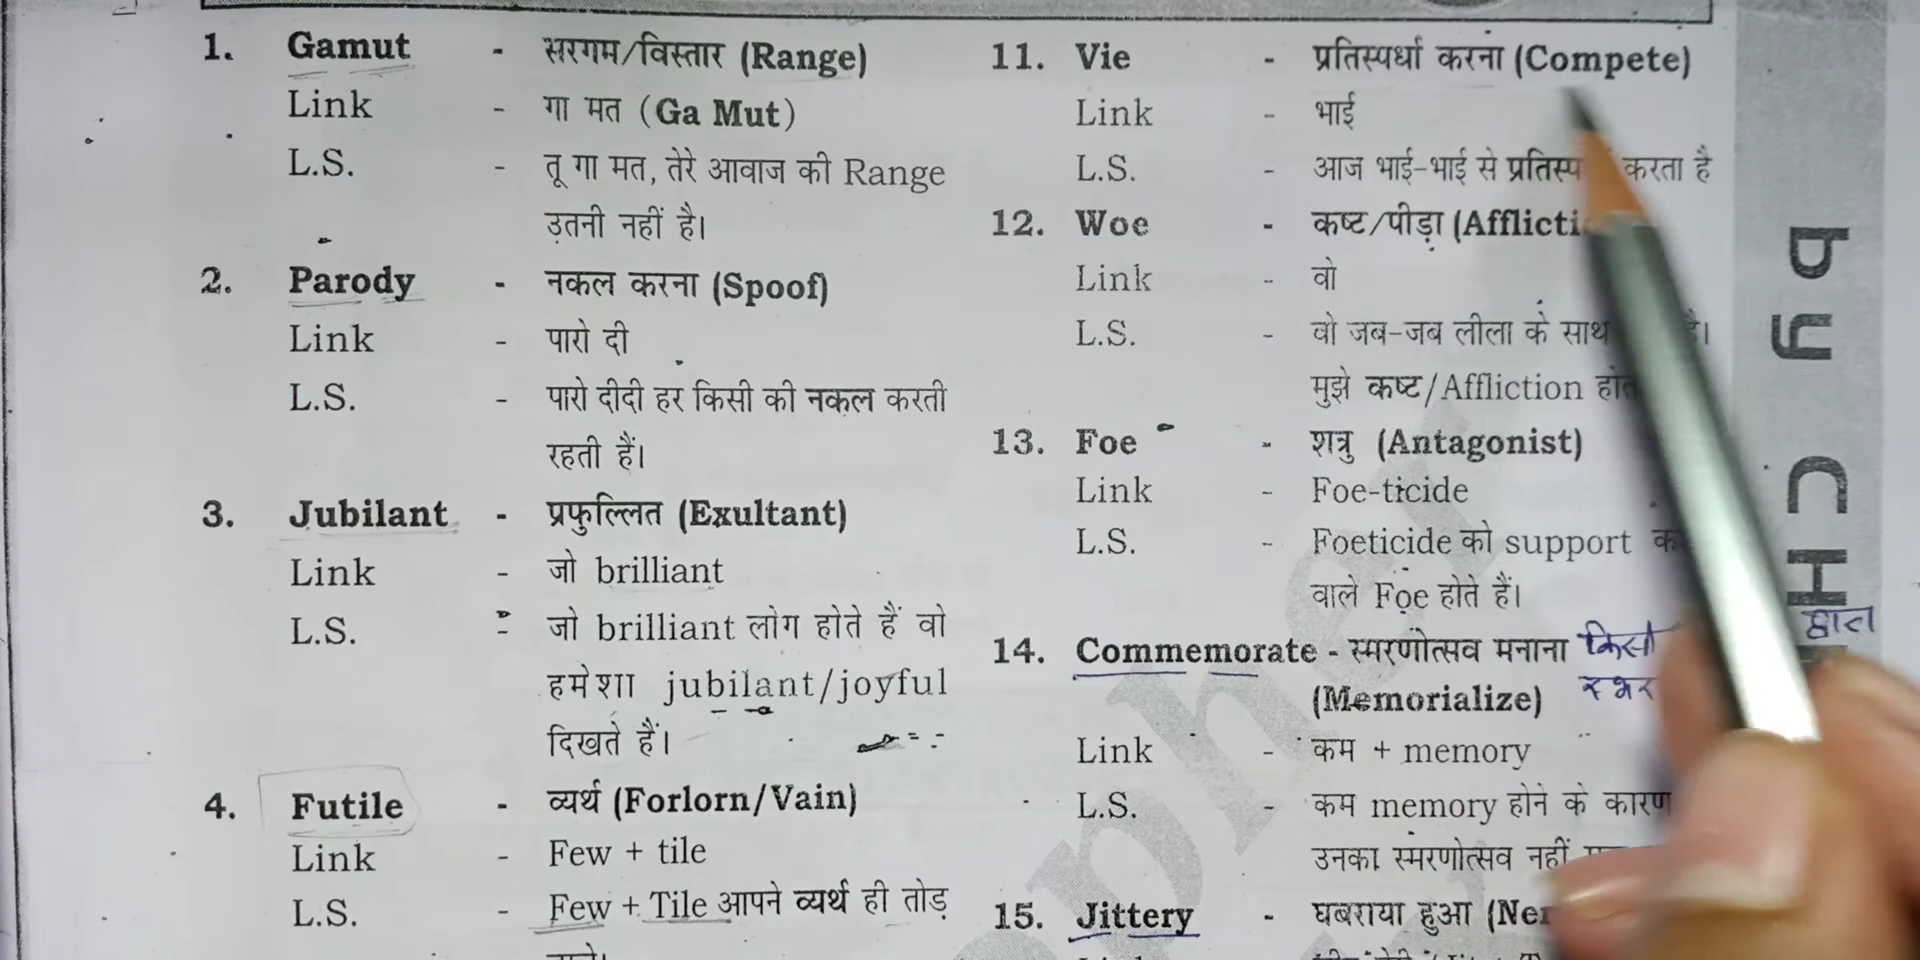 1. Gamut - सरगम/विस्तार (Range)
Link - गा मत (Ga Mut)
L.S. - तू गा मत, तेरे आवाज की Range
उतनी नहीं है।
2. Parody - नकल करना (Spoof)
Link - पारो दी
L.S. - पारो दीदी हर किसी की नकल करती
रहती हैं।
3. Jubilant - प्रफुल्लित (Exultant)
Link - जो brilliant
L.S. - जो brilliant लोग होते हैं वो
हमेशा jubilant/joyful
दिखते हैं।
4. Futile - व्यर्थ (Forlorn/Vain)
Link - Few + tile
L.S. - Few + Tile आपने व्यर्थ ही तोड़
11. Vie - प्रतिस्पर्धा करना (Compete)
Link - भाई
L.S. - आज भाई-भाई से करता है
12. Woe - कष्ट/पीड़ा
Link - वो
L.S. - वो जब-जब लीला के साथ है।
मुझे कष्ट/Affliction
13. Foe - शत्रु (Antagonist)
Link - Foe-ticide
L.S. - Foeticide को support
वाले Foe होते हैं।
14. Commemorate - स्मरणोत्सव मनाना किसी
(Memorialize)
Link - कम + memory
L.S. - कम memory होने के कारण
उनका स्मरणोत्सव नहीं
15. Jittery - घबराया हुआ
by CH